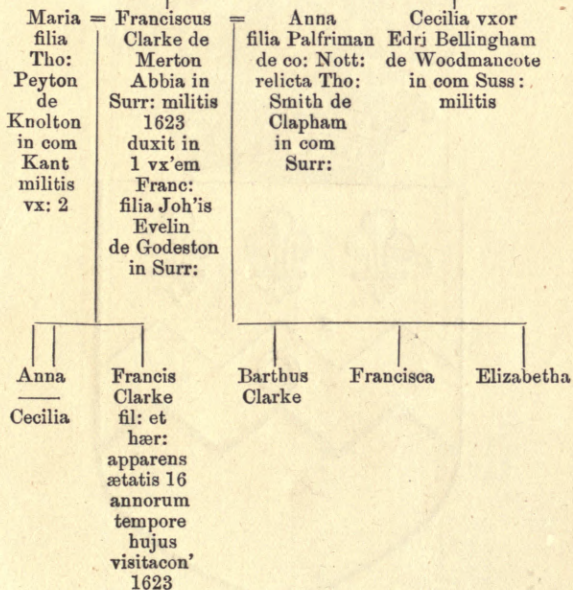 Maria = Franciscus = Anna Cecilia vxor
filia Clarke de filia Palfriman Edrj Bellingham
Tho: Merton de co: Nott: de Woodmancote
Peyton Abbia in relicta Tho: in com Suss:
de Surr: militis Smith de militis
Knolton 1623 Clapham
in com duxit in in com
Kant 1 vx'em Surr:
militis Franc:
vx: 2 filia Joh'is
Evelin
de Godeston
in Surr:
Anna Francis Barthus Francisca Elizabetha
Cecilia Clarke Clarke
fil: et
hær:
apparens
ætatis 16
annorum
tempore
hujus
visitacon'
1623